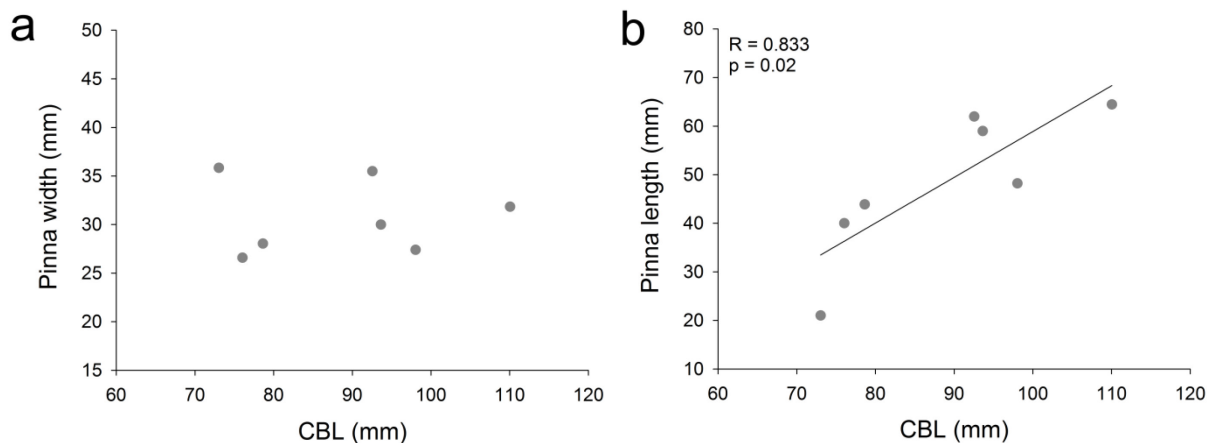 a
50
45
40
35
30
25
20
15
Pinna width (mm)
60 70 80 90 100 110 120
CBL (mm)
b
R = 0.833
p = 0.02
80
70
60
50
40
30
20
10
Pinna length (mm)
60 70 80 90 100 110 120
CBL (mm)